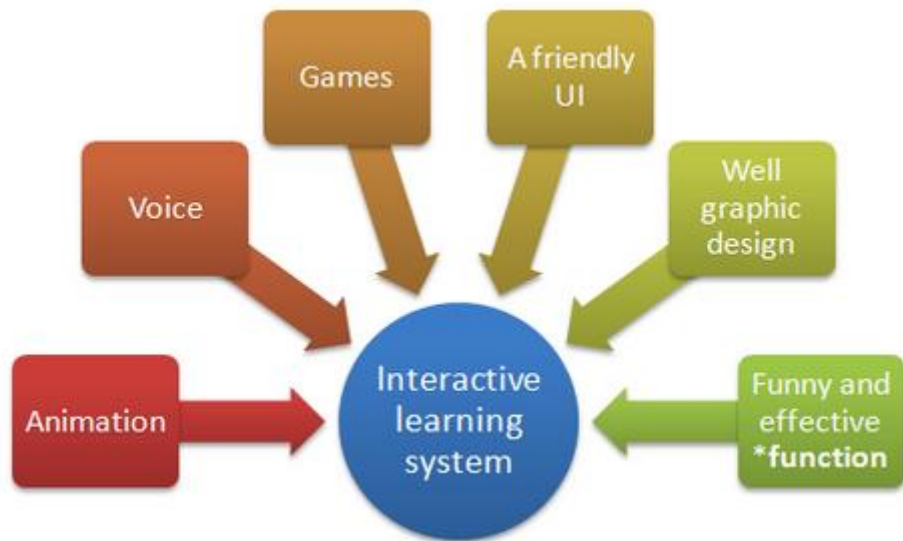 Games
A friendly
UI
Voice
Well
graphic
design
Animation
Interactive
learning
system
Funny and
effective
*function